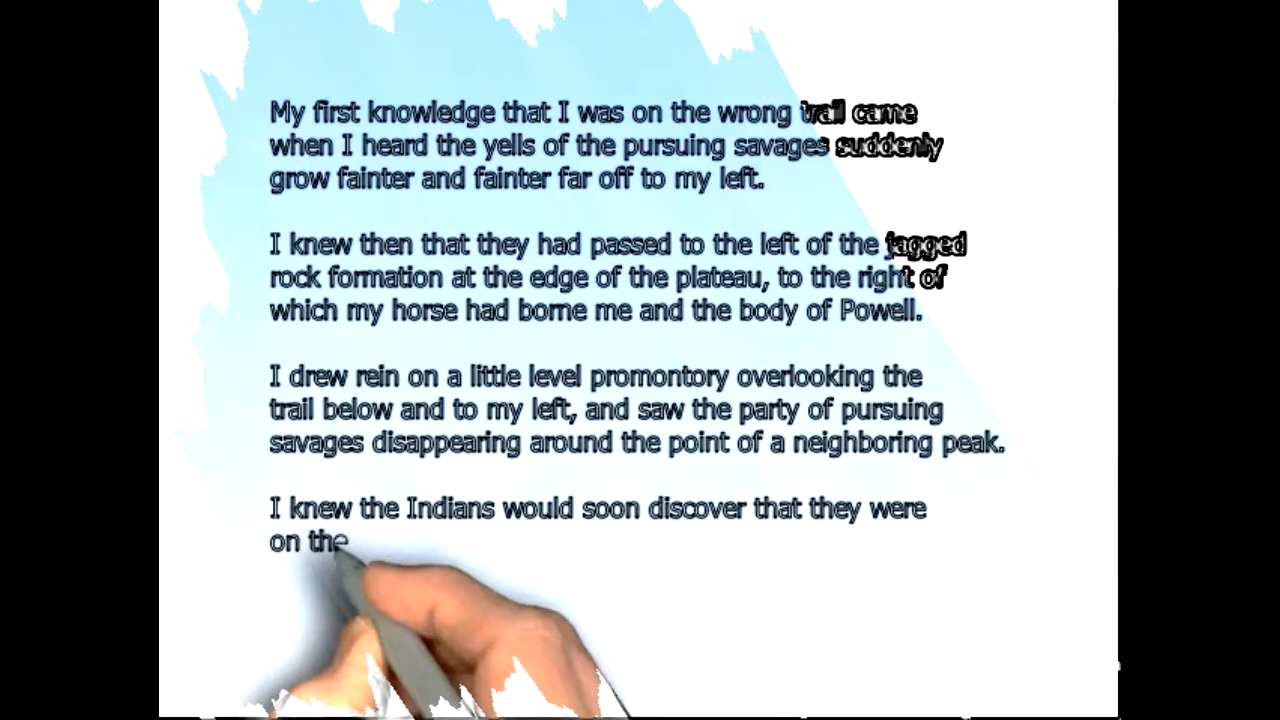 My first knowledge that I was on the wrong trail came
when I heard the yells of the pursuing savages suddenly
grow fainter and fainter far off to my left.
I knew then that they had passed to the left of the jagged
rock formation at the edge of the plateau, to the right of
which my horse had borne me and the body of Powell.
I drew rein on a little level promontory overlooking the
trail below and to my left, and saw the party of pursuing
savages disappearing around the point of a neighboring peak.
I knew the Indians would soon discover that they were
on the